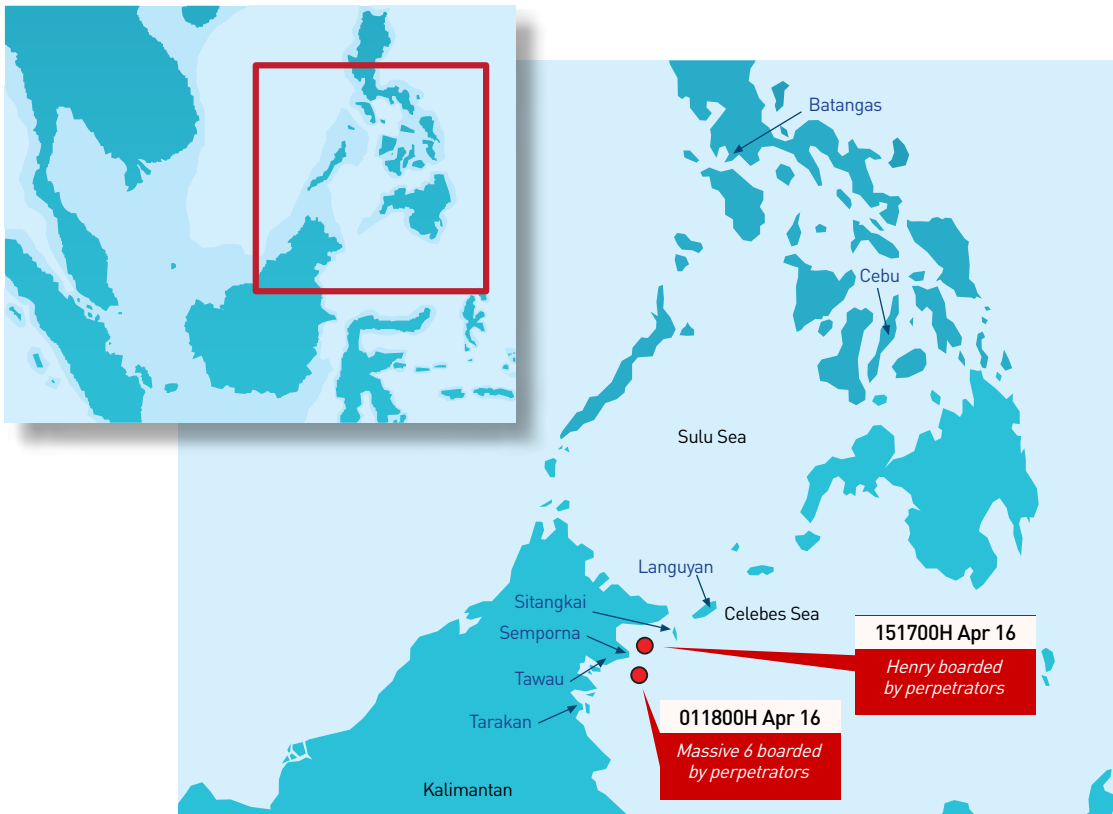 Batangas
Cebu
Sulu Sea
Languyan
Sitangkai
Celebes Sea
Semporna
151700H Apr 16
Henry boarded
by perpetrators
Tawau
Tarakan
011800H Apr 16
Massive 6 boarded
by perpetrators
Kalimantan